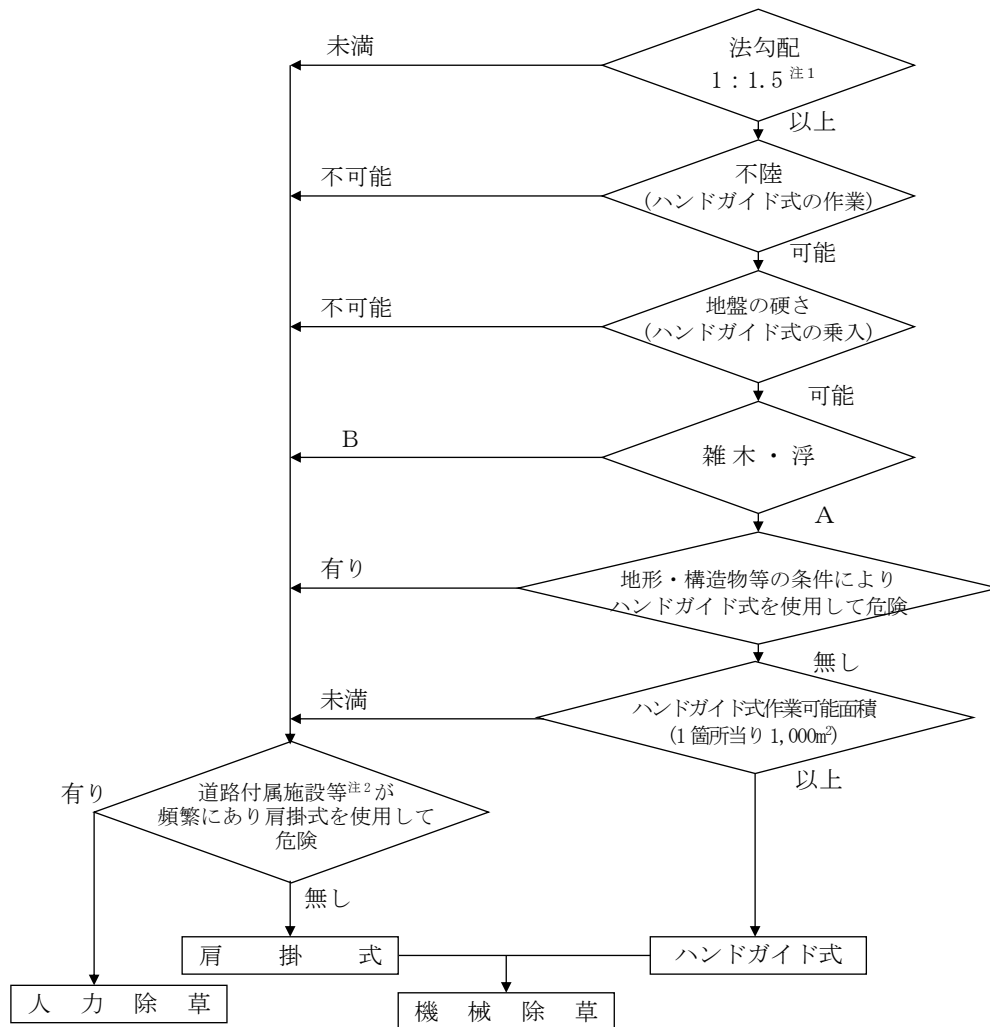 法勾配
未満
1:1.5 注1
以上
不陸
(ハンドガイド式の作業)
不可能
可能
地盤の硬さ
(ハンドガイド式の乗入)
不可能
可能
B
雑木・浮
A
有り
地形・構造物等の条件により
ハンドガイド式を使用して危険
無し
未満
ハンドガイド式作業可能面積
(1箇所当り 1,000m²)
以上
有り
道路付属施設等注2が
頻繁にあり肩掛式を使用して
危険
無し
肩掛式
ハンドガイド式
人力除草
機械除草